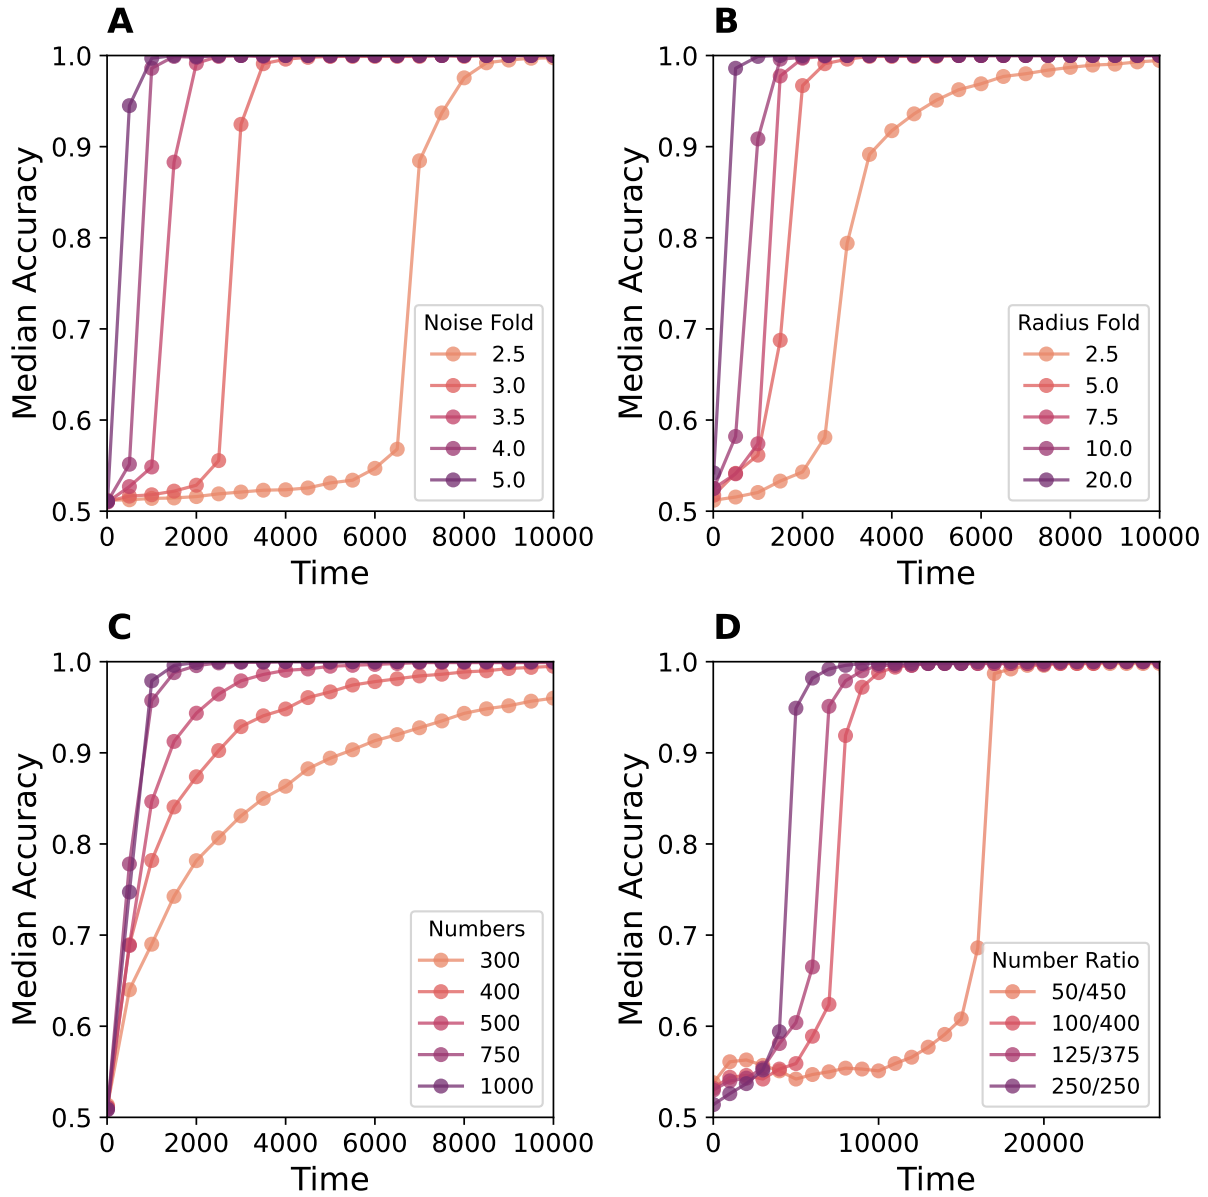 A
Median Accuracy
1.0
0.9
0.8
0.7
0.6
0.5
Noise Fold
2.5
3.0
3.5
4.0
5.0
0 2000 4000 6000 8000 10000
Time
B
Median Accuracy
1.0
0.9
0.8
0.7
0.6
0.5
Radius Fold
2.5
5.0
7.5
10.0
20.0
0 2000 4000 6000 8000 10000
Time
C
Median Accuracy
1.0
0.9
0.8
0.7
0.6
0.5
Numbers
300
400
500
750
1000
0 2000 4000 6000 8000 10000
Time
D
Median Accuracy
1.0
0.9
0.8
0.7
0.6
0.5
Number Ratio
50/450
100/400
125/375
250/250
0 10000 20000
Time